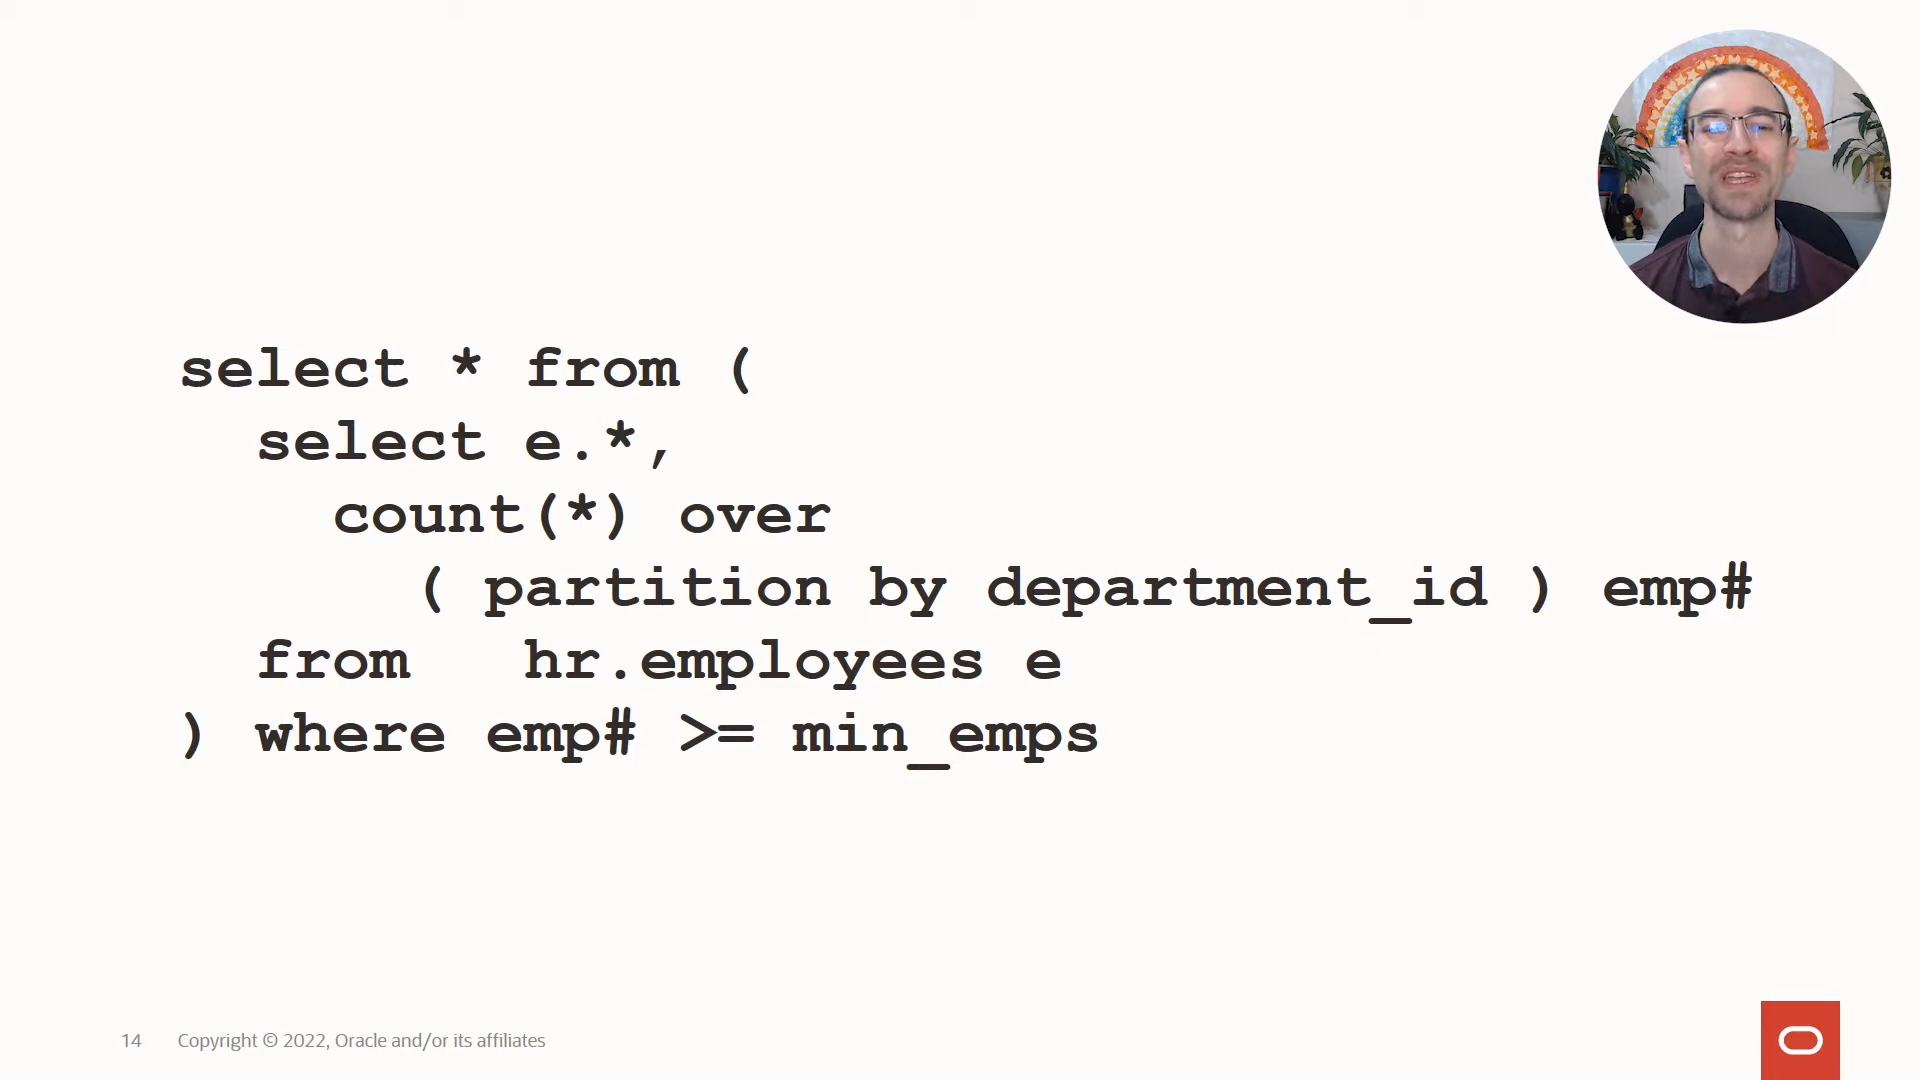 select * from (
select e.*,
count(*) over
( partition by department_id ) emp#
from hr.employees e
) where emp# >= min_emps
14 Copyright © 2022, Oracle and/or its affiliates